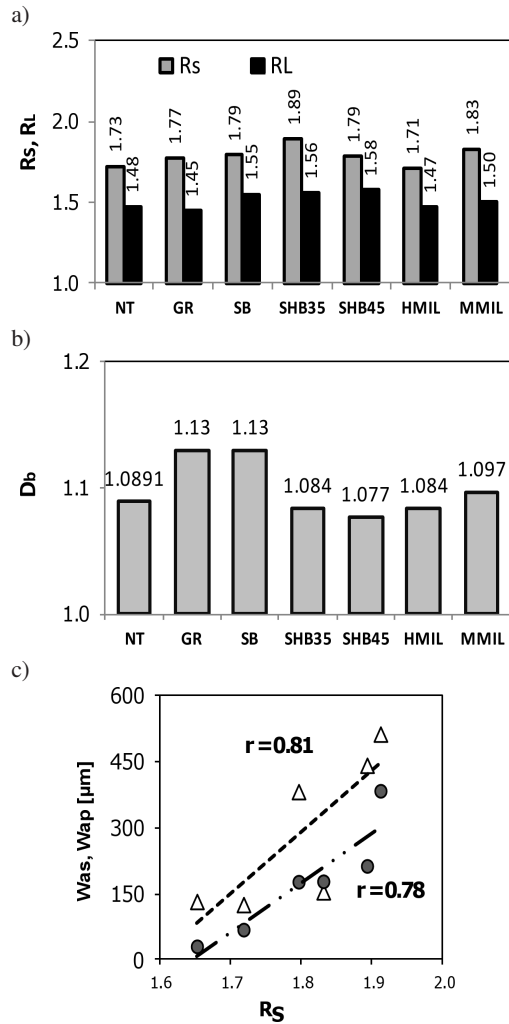 a)
2.5
2.0
1.5
1.0
Rs, RL
Rs
RL
1.73
1.48
1.77
1.45
1.79
1.55
1.89
1.56
1.79
1.58
1.71
1.47
1.83
1.50
NT GR SB SHB35 SHB45 HMIL MMIL
b)
1.2
1.1
1.0
Db
1.0891
1.13
1.13
1.084
1.077
1.084
1.097
NT GR SB SHB35 SHB45 HMIL MMIL
c)
600
450
300
150
0
Was, Wap [µm]
r=0.81
r=0.78
1.6 1.7 1.8 1.9 2.0
RS